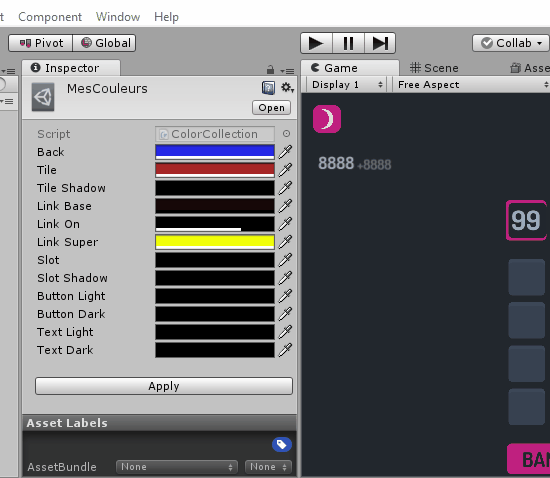 t Component Window Help
Pivot Global Collab
Inspector Game Scene Asse
MesCouleurs Display 1 Free Aspect
Open
Script ColorCollection
Back
Tile
Tile Shadow
Link Base
Link On
Link Super
Slot
Slot Shadow
Button Light
Button Dark
Text Light
Text Dark
Apply
Asset Labels
AssetBundle None None
8888 +8888
99
BAN